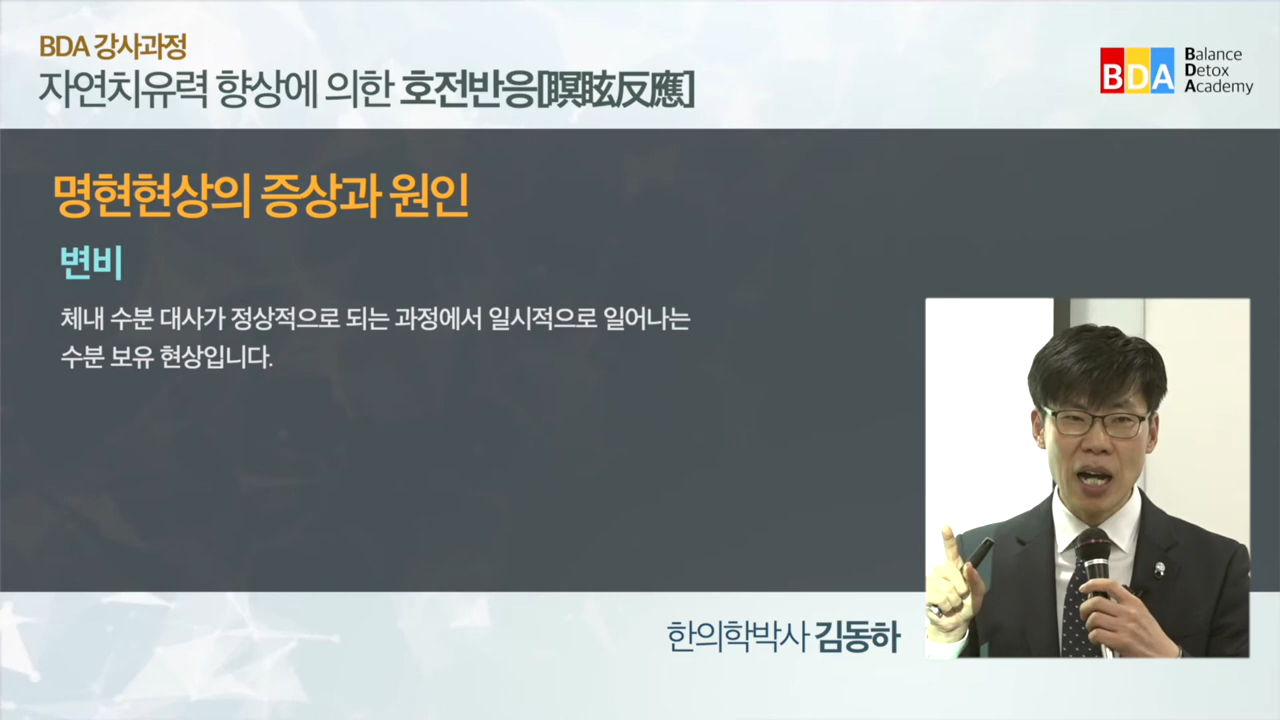 BDA 강사과정
자연치유력 향상에 의한 호전반응[瞑眩反應]
BDA
Balance
Detox
Academy
명현현상의 증상과 원인
변비
체내 수분 대사가 정상적으로 되는 과정에서 일시적으로 일어나는
수분 보유 현상입니다.
한의학박사 김동하